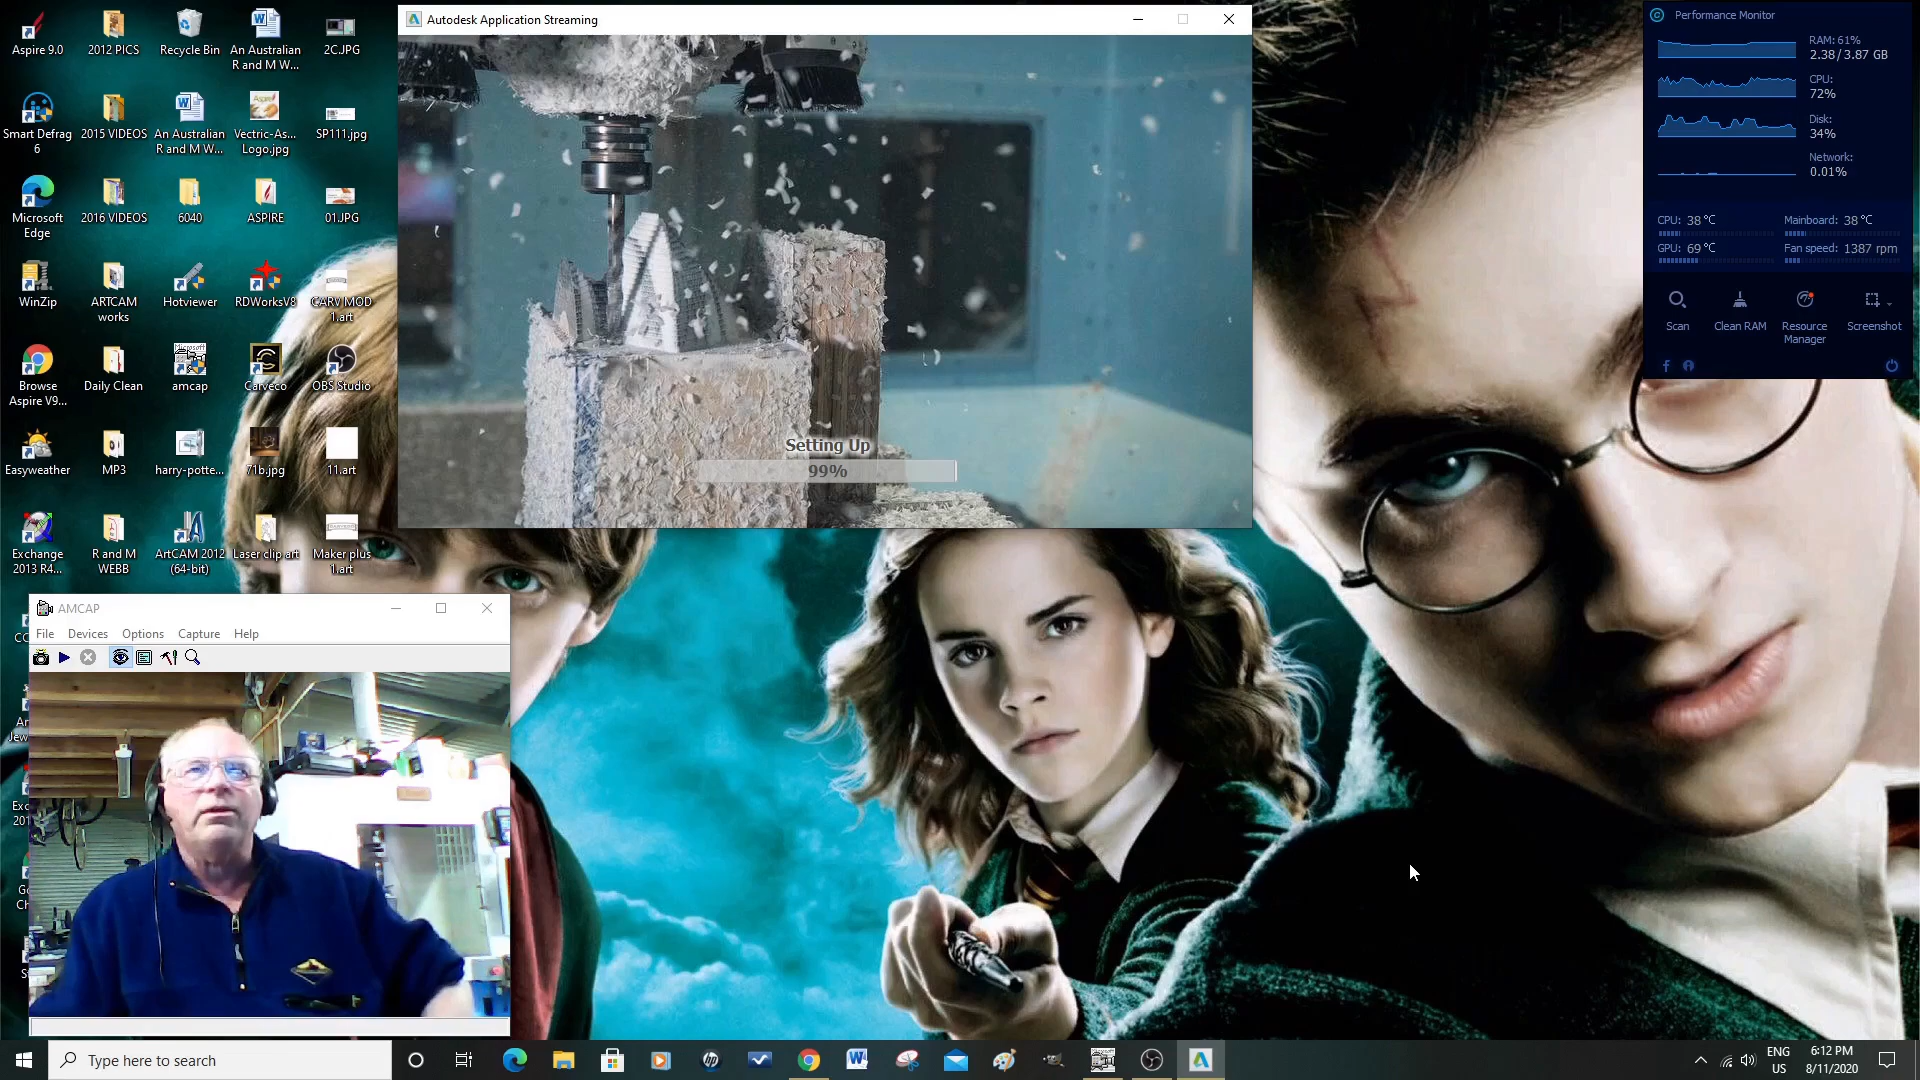 Aspire 9.0
2012 PICS
Recycle Bin
An Australian
R and M W...
2C.JPG
Smart Defrag
6
2015 VIDEOS
An Australian
R and M W...
Vectric-As...
Logo.jpg
SP111.jpg
Microsoft
Edge
2016 VIDEOS
6040
ASPIRE
01.JPG
WinZip
ARTCAM
works
Hotviewer
RDWorksV8
CARV MOD
1.art
Browse
Aspire V9...
Daily Clean
amcap
Carveco
OBS Studio
Easyweather
MP3
harry-potte...
71b.jpg
11.art
Exchange
2013 R4...
R and M
WEBB
ArtCAM 2012
(64-bit)
Laser clip art
Maker plus
1.art
Autodesk Application Streaming
Setting Up
99%
Performance Monitor
RAM: 61%
2.38/3.87 GB
CPU:
72%
Disk:
34%
Network:
0.01%
CPU: 38 °C
Mainboard: 38 °C
GPU: 69 °C
Fan speed: 1387 rpm
Scan
Clean RAM
Resource
Manager
Screenshot
AMCAP
File Devices Options Capture Help
Type here to search
ENG
US
6:12 PM
8/11/2020